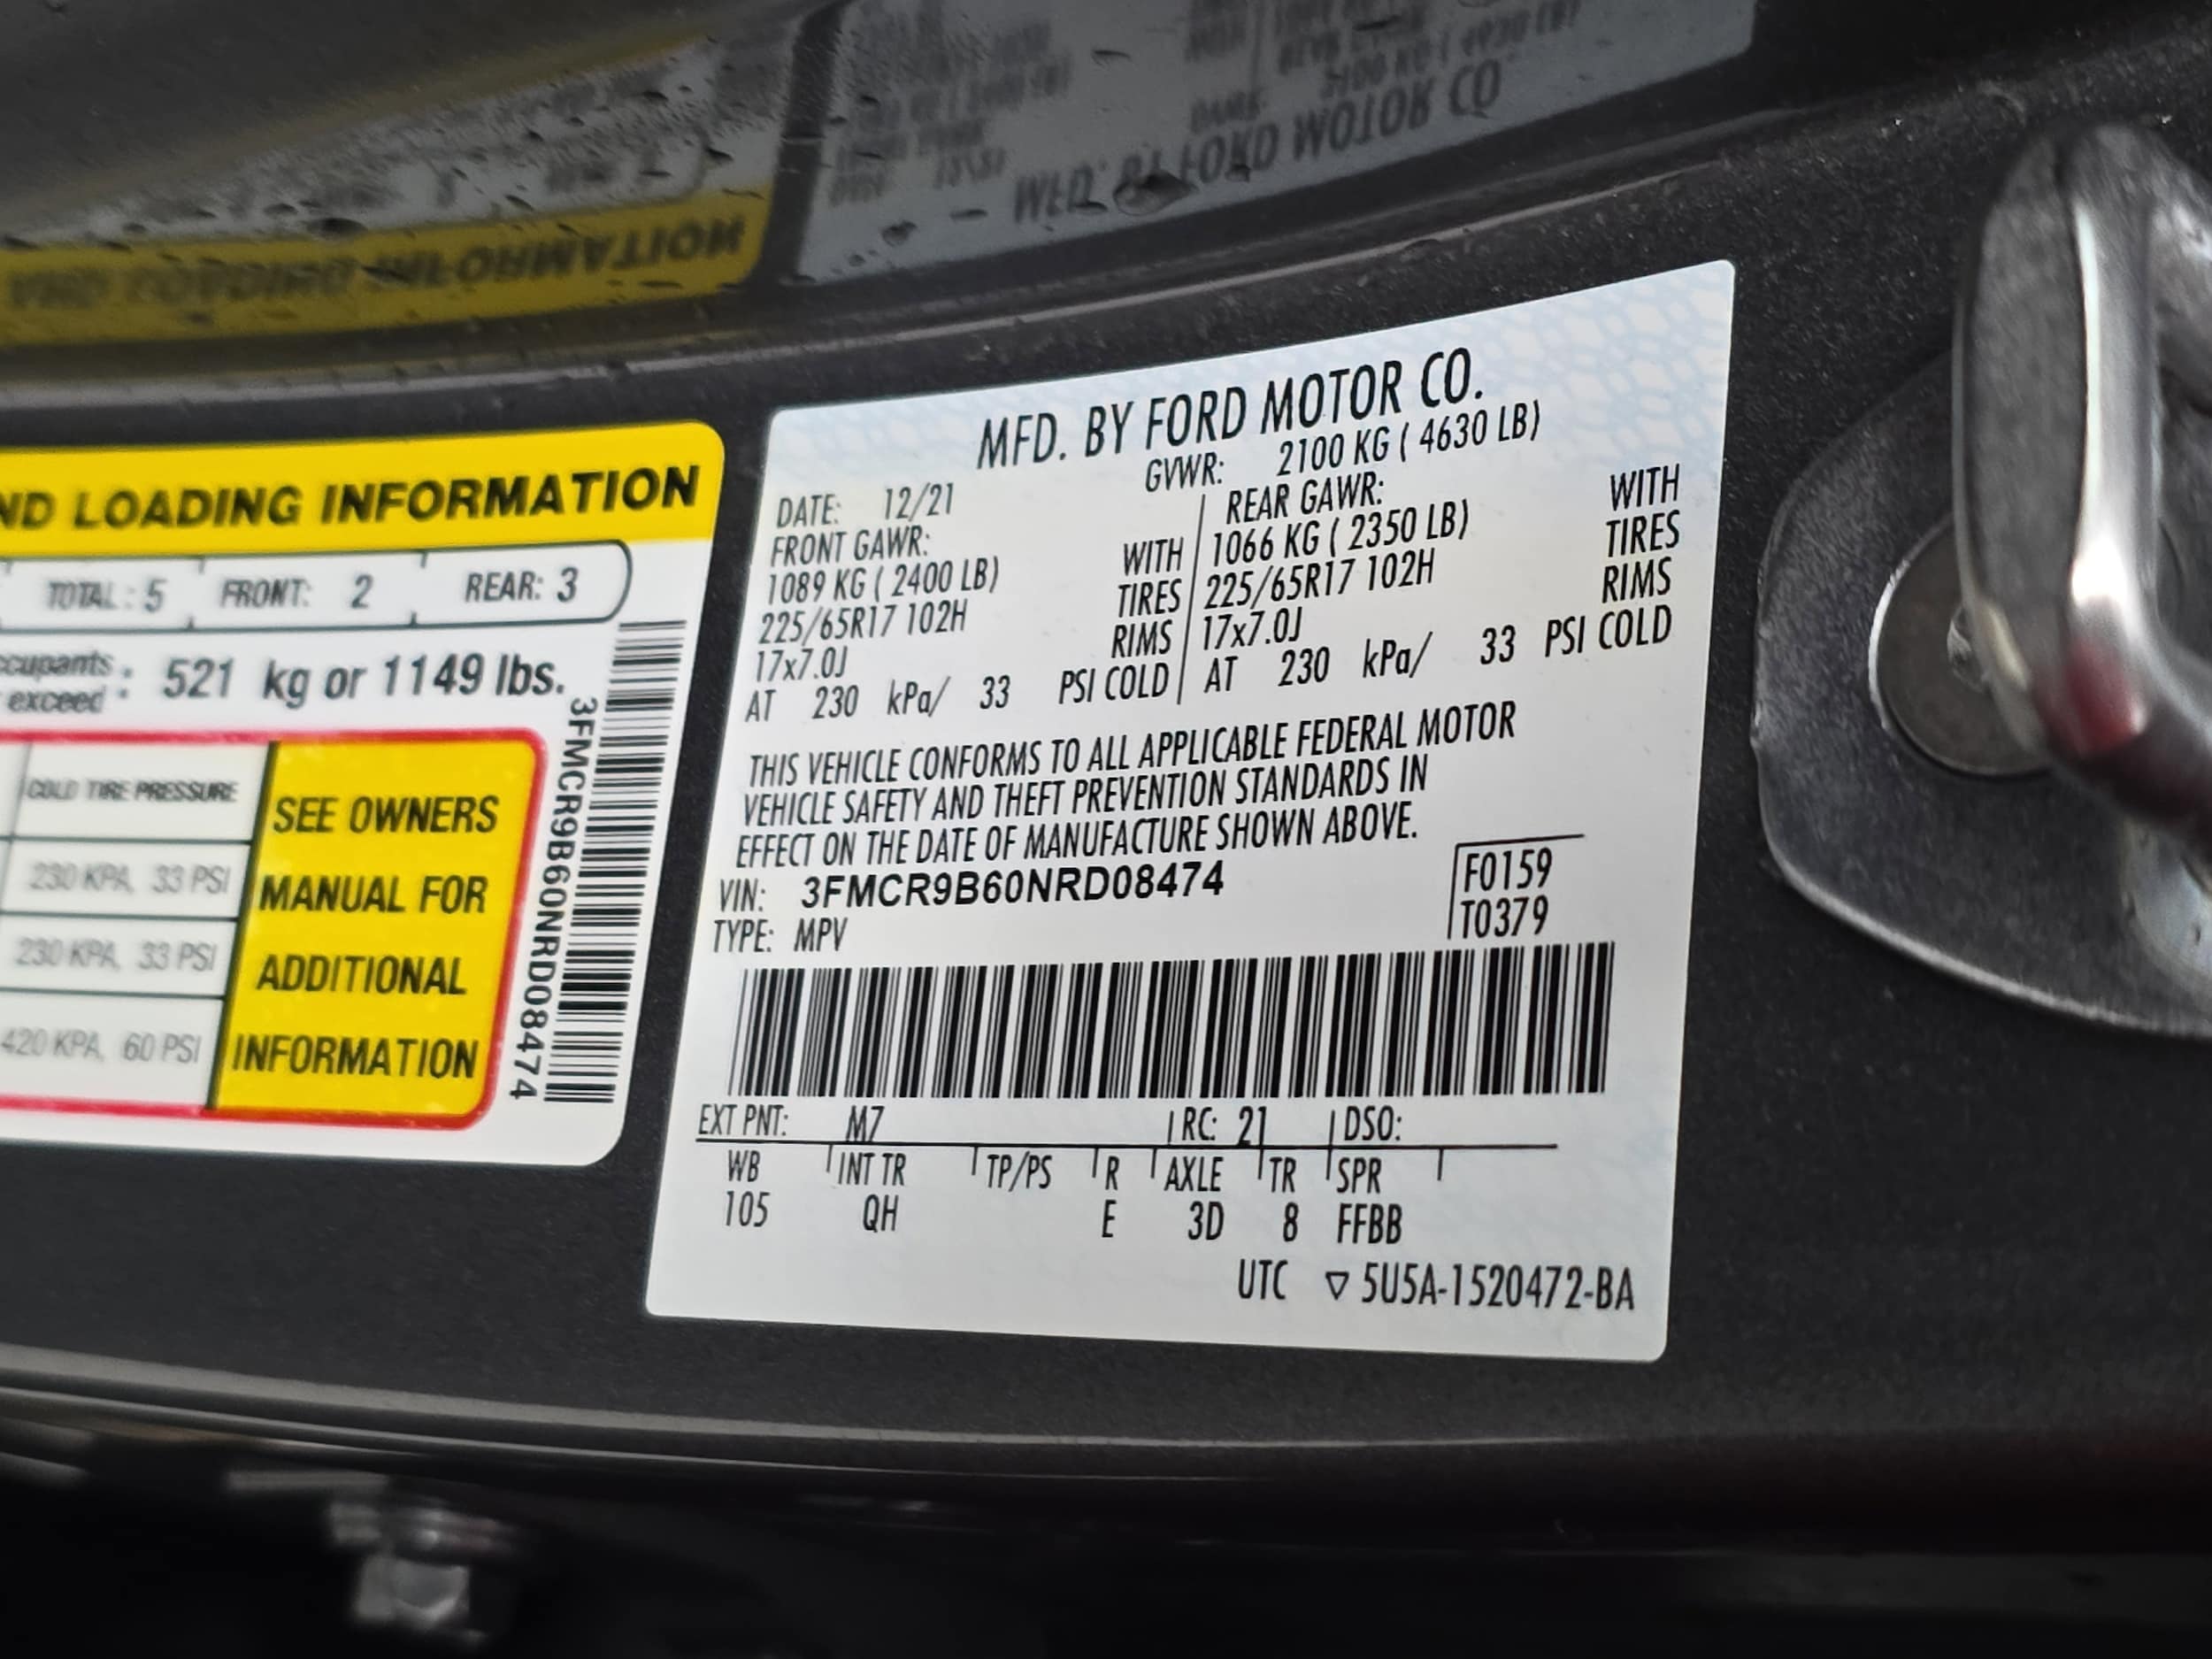 ND LOADING INFORMATION
TOTAL: 5 FRONT: 2 REAR: 3
ccupants
exceed : 521 kg or 1149 lbs.
COLD TIRE PRESSURE
230 KPA, 33 PSI
230 KPA, 33 PSI
420 KPA, 60 PSI
SEE OWNERS
MANUAL FOR
ADDITIONAL
INFORMATION
3FMCR9B60NRD08474
MFD. BY FORD MOTOR CO.
DATE: 12/21 GVWR: 2100 KG ( 4630 LB)
FRONT GAWR: REAR GAWR:
1089 KG ( 2400 LB) WITH 1066 KG ( 2350 LB) WITH
225/65R17 102H TIRES 225/65R17 102H TIRES
17x7.0J RIMS 17x7.0J RIMS
AT 230 kPa/ 33 PSI COLD AT 230 kPa/ 33 PSI COLD
THIS VEHICLE CONFORMS TO ALL APPLICABLE FEDERAL MOTOR
VEHICLE SAFETY AND THEFT PREVENTION STANDARDS IN
EFFECT ON THE DATE OF MANUFACTURE SHOWN ABOVE.
VIN: 3FMCR9B60NRD08474 F0159
TYPE: MPV T0379
EXT PNT: M7 RC: 21 DSO:
WB INT TR TP/PS R AXLE TR SPR
105 QH E 3D 8 FFBB
UTC ▽ 5U5A-1520472-BA